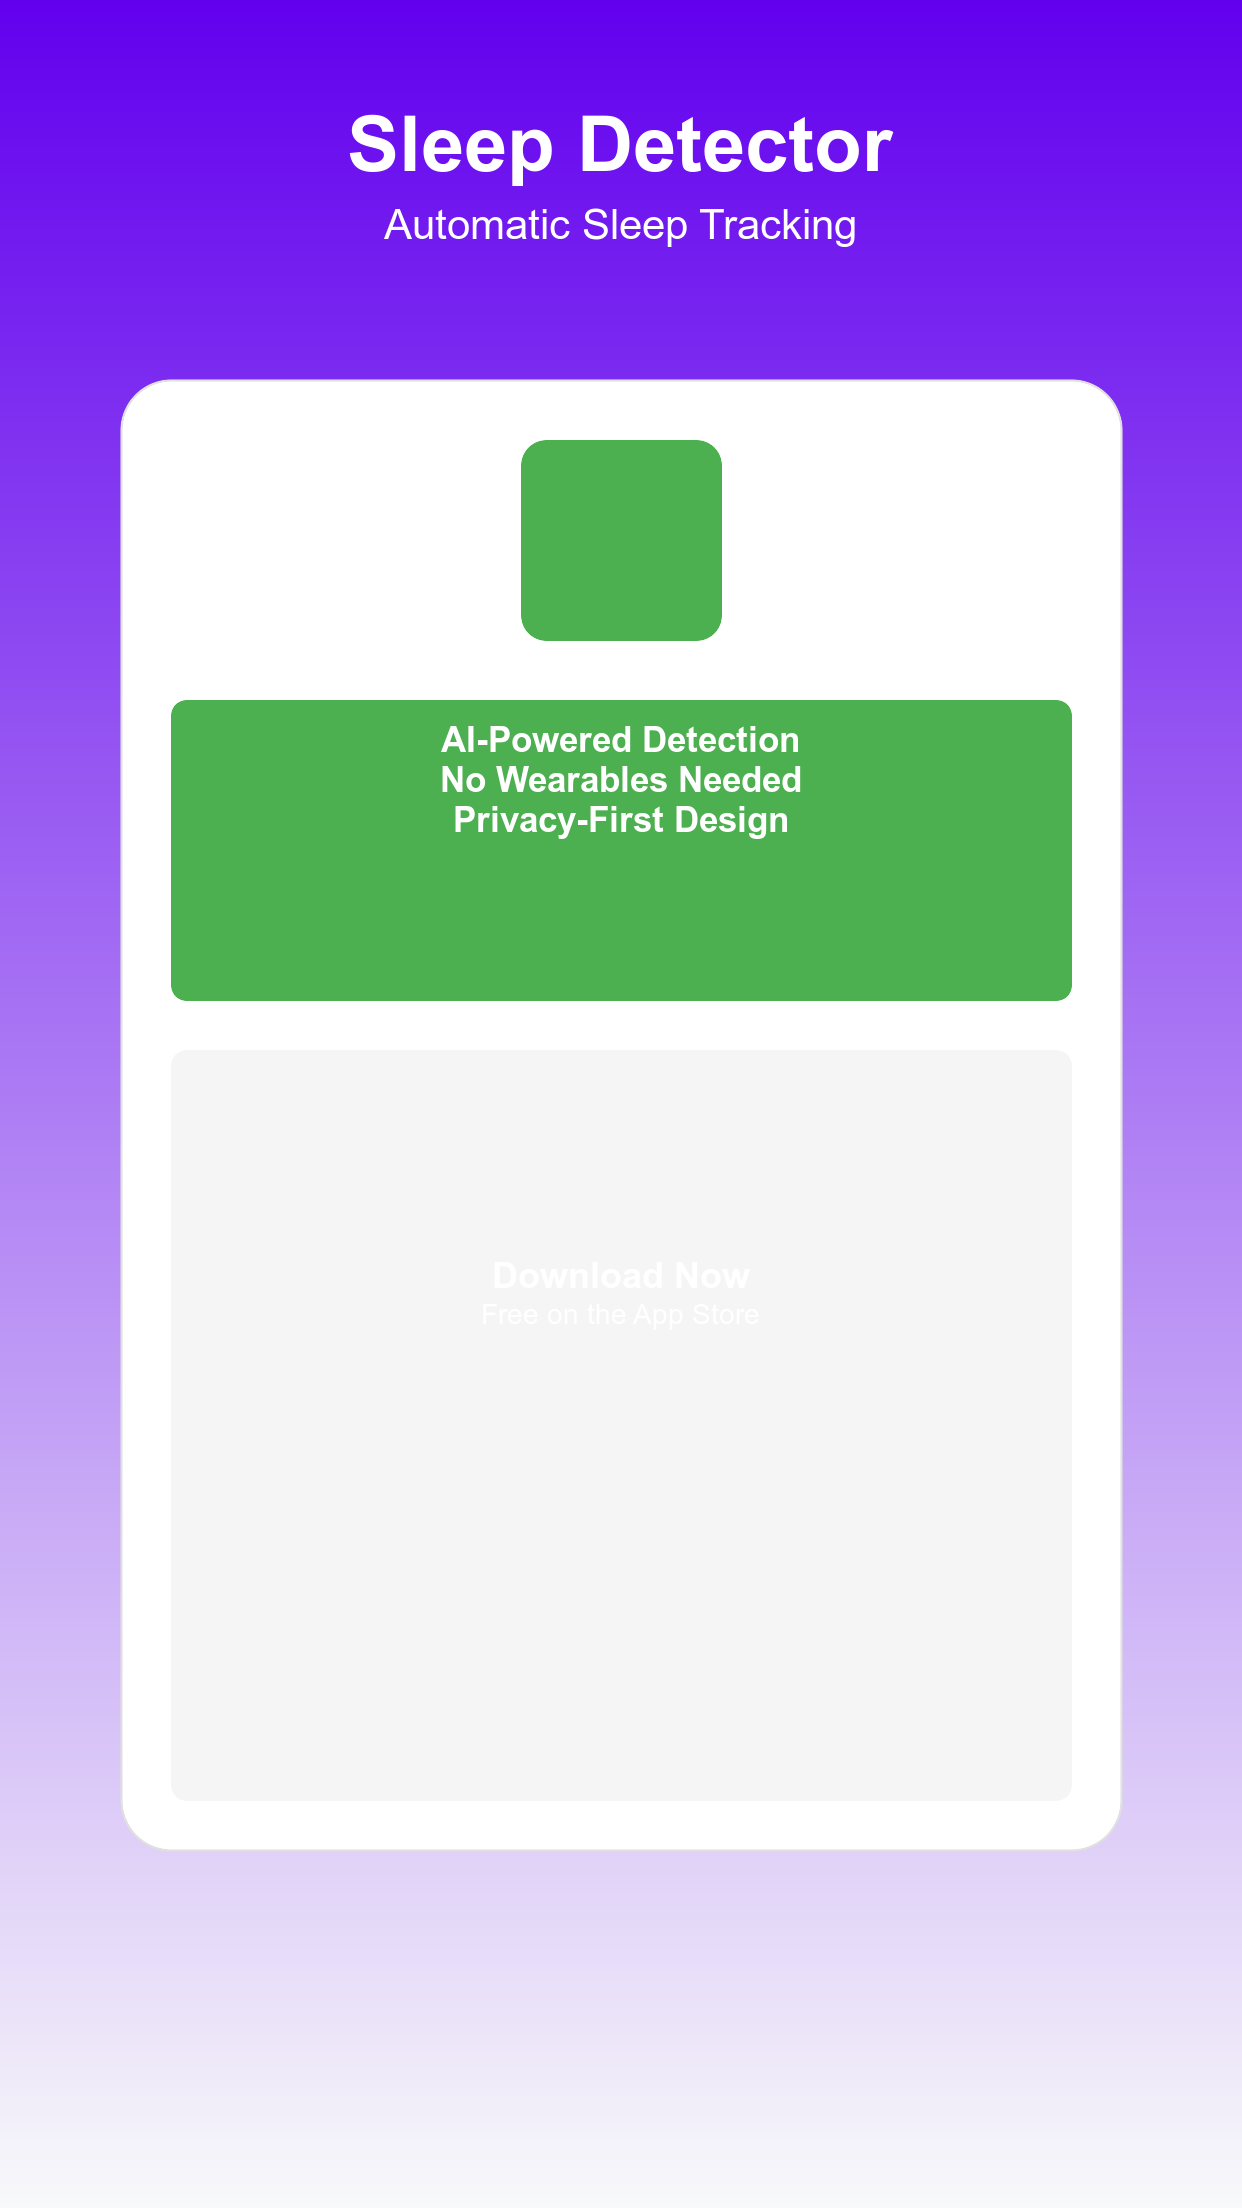 Sleep Detector
Automatic Sleep Tracking
AI-Powered Detection
No Wearables Needed
Privacy-First Design
Download Now
Free on the App Store